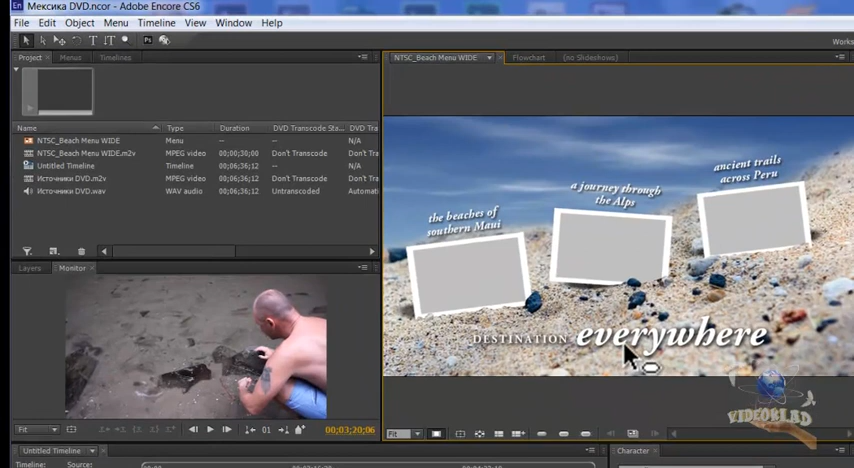 Мексика DVD.ncor - Adobe Encore CS6
File Edit Object Menu Timeline View Window Help
Works
Project Menus Timelines
NTSC_Beach Menu WIDE Flowchart (no Slideshows)
Name Type Duration DVD Transcode Sta... DVD Tra
NTSC_Beach Menu WIDE Menu -- -- N/A
NTSC_Beach Menu WIDE.m2v MPEG video 00;00;30;00 Don't Transcode Don't Tra
Untitled Timeline Timeline 00;06;36;12 -- N/A
Источники DVD.m2v MPEG video 00;06;36;12 Don't Transcode Don't Tra
Источники DVD.wav WAV audio 00;06;36;12 Untranscoded Automati
the beaches of
southern Maui
a journey through
the Alps
ancient trails
across Peru
DESTINATION everywhere
Layers Monitor
Fit 01 00;03;20;06
Fit
VIDEOKLAD
Untitled Timeline
Character
Timeline: Source: